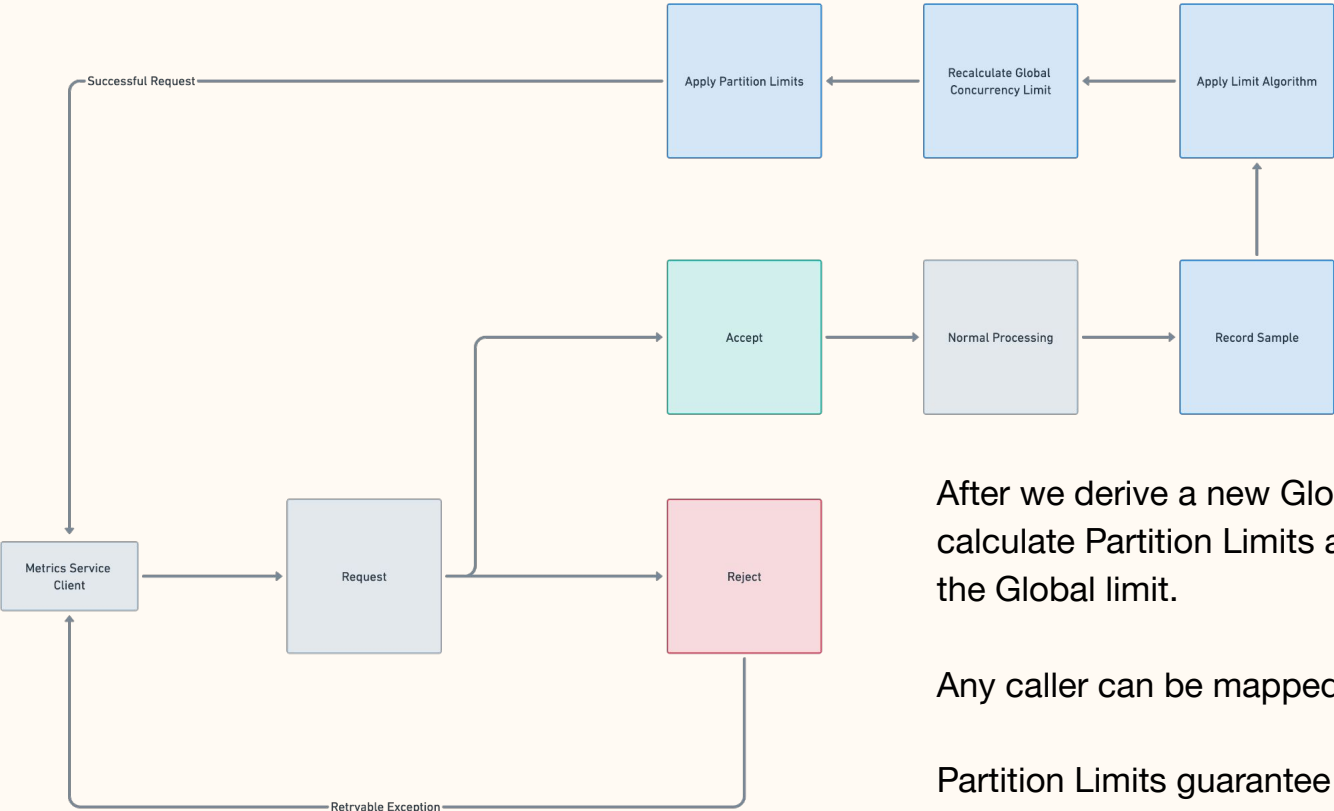 Successful Request
Apply Partition Limits
Recalculate Global
Concurrency Limit
Apply Limit Algorithm
Accept
Normal Processing
Record Sample
Metrics Service
Client
Request
Reject
Retryable Exception
After we derive a new Glo
calculate Partition Limits a
the Global limit.
Any caller can be mapped
Partition Limits guarantee